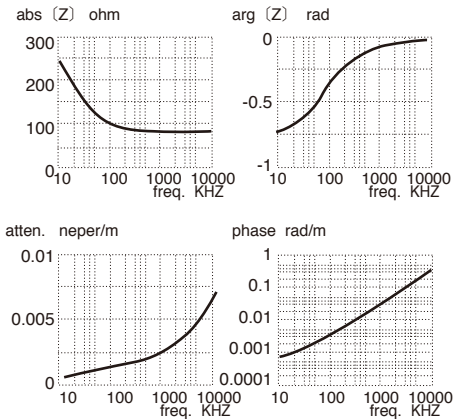 abs〔Z〕 ohm
300
200
100
0
10 100 1000 10000
freq. KHZ
arg〔Z〕rad
0
-0.5
-1
10 100 1000 10000
freq. KHZ
atten. neper/m
0.01
0.005
0
10 100 1000 10000
freq. KHZ
phase rad/m
1
0.1
0.01
0.001
0.0001
10 100 1000 10000
freq. KHZ